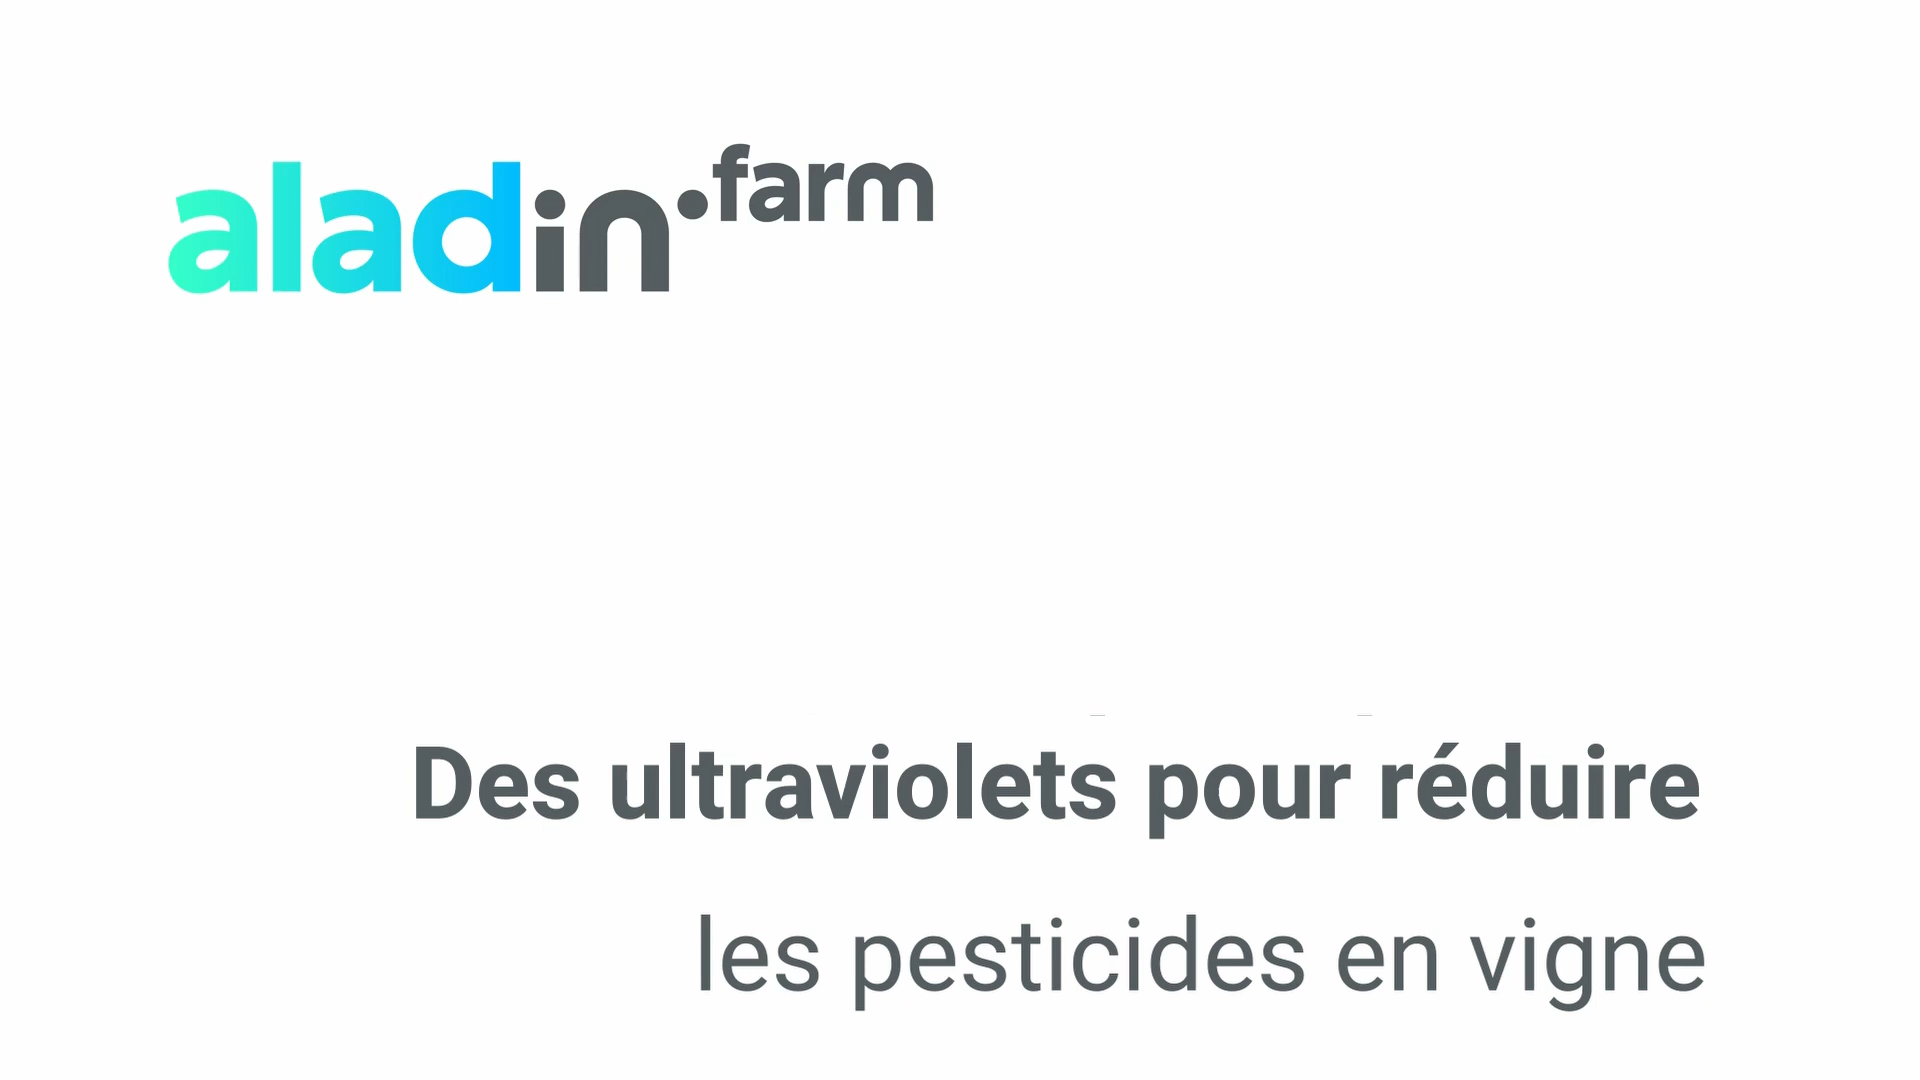 aladin.farm
Des ultraviolets pour réduire
les pesticides en vigne